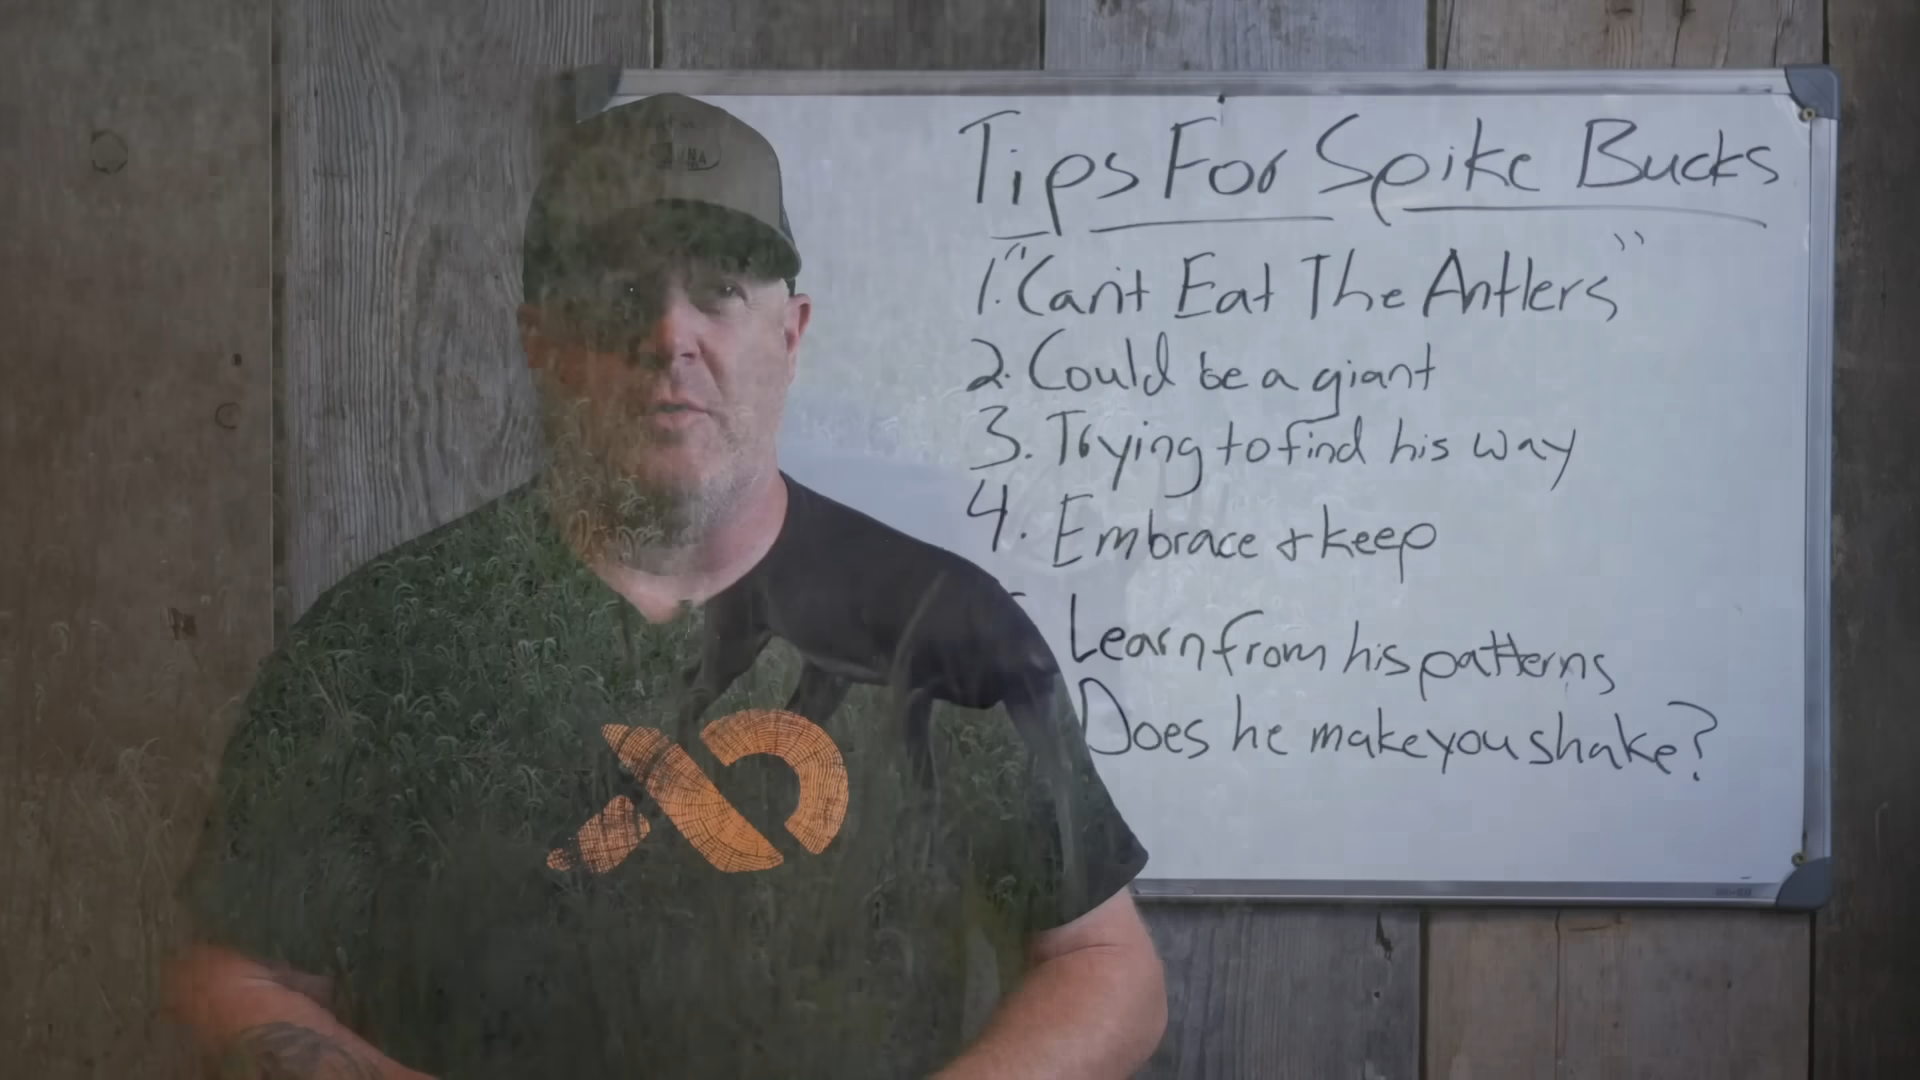 Tips For Spike Bucks
1. "Can't Eat The Antlers"
2. Could be a giant
3. Trying to find his way
4. Embrace & keep
Learn from his patterns
Does he make you shake?